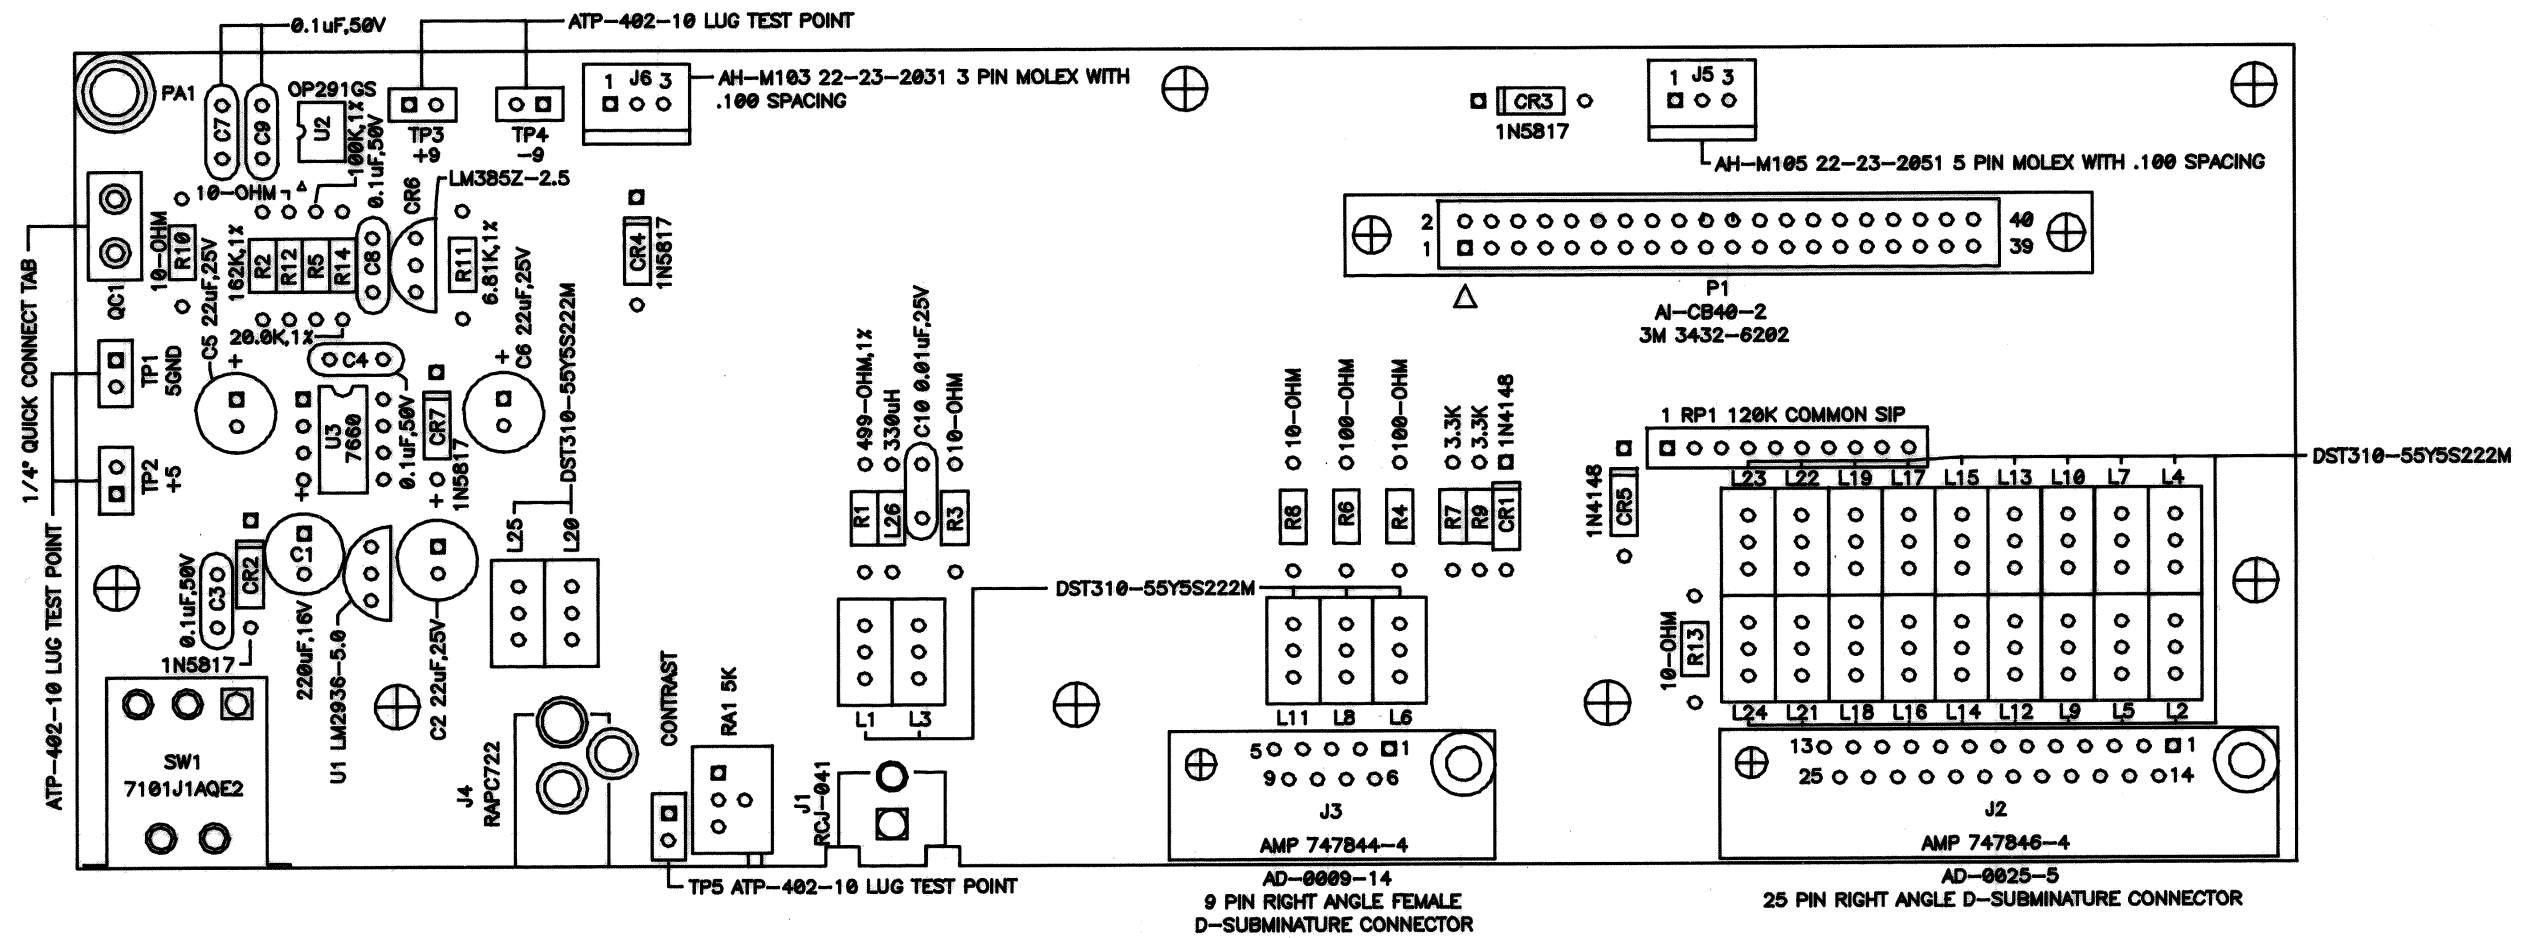 0.1uF,50V
ATP-402-10 LUG TEST POINT
PA1
C7
C9
OP291GS
U2
100K,1%
0.1uF,50V
TP3
+9
TP4
-9
1 J6 3
AH-M103 22-23-2031 3 PIN MOLEX WITH
.100 SPACING
CR3
1N5817
1 J5 3
AH-M105 22-23-2051 5 PIN MOLEX WITH .100 SPACING
10-OHM
LM385Z-2.5
CR6
1/4" QUICK CONNECT TAB
QC1
10-OHM
R10
C5 22uF,25V
162K,1%
R2
R12
R5
R14
C8
R11
6.81K,1%
C6 22uF,25V
CR4
1N5817
20.0K,1%
2
1
40
39
P1
AI-CB40-2
3M 3432-6202
TP1
5GND
TP2
+5
ATP-402-10 LUG TEST POINT
+
C4
U3
7660
0.1uF,50V
CR7
1N5817
+
+
+
DST310-55Y5S222M
L25
L20
499-OHM,1%
330uH
C10 0.01uF,25V
10-OHM
R1
L26
R3
10-OHM
100-OHM
100-OHM
3.3K
3.3K
1N4148
R8
R6
R4
R7
R9
CR1
1N4148
CR5
1 RP1 120K COMMON SIP
DST310-55Y5S222M
L23 L22 L19 L17 L15 L13 L10 L7 L4
0.1uF,50V
C3
CR2
C1
1N5817
220uF,16V
U1 LM2936-5.0
C2 22uF,25V
DST310-55Y5S222M
10-OHM
R13
L1 L3
L11 L8 L6
L24 L21 L18 L16 L14 L12 L9 L5 L2
SW1
7101J1AQE2
J4
RAPC722
CONTRAST
RA1 5K
J1
RCJ-041
5 1
9 6
J3
AMP 747844-4
13 1
25 14
J2
AMP 747846-4
TP5 ATP-402-10 LUG TEST POINT
AD-0009-14
9 PIN RIGHT ANGLE FEMALE
D-SUBMINATURE CONNECTOR
AD-0025-5
25 PIN RIGHT ANGLE D-SUBMINATURE CONNECTOR